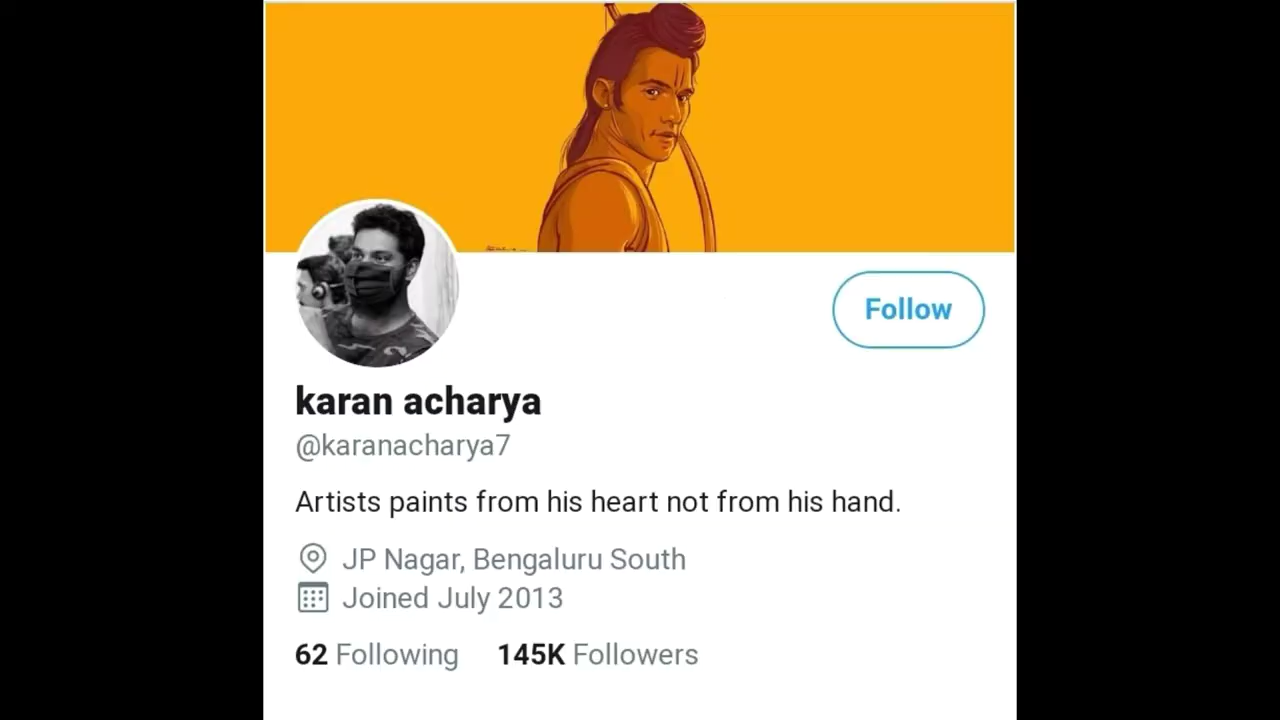 Follow
karan acharya
@karanacharya7
Artists paints from his heart not from his hand.
JP Nagar, Bengaluru South
Joined July 2013
62 Following 145K Followers